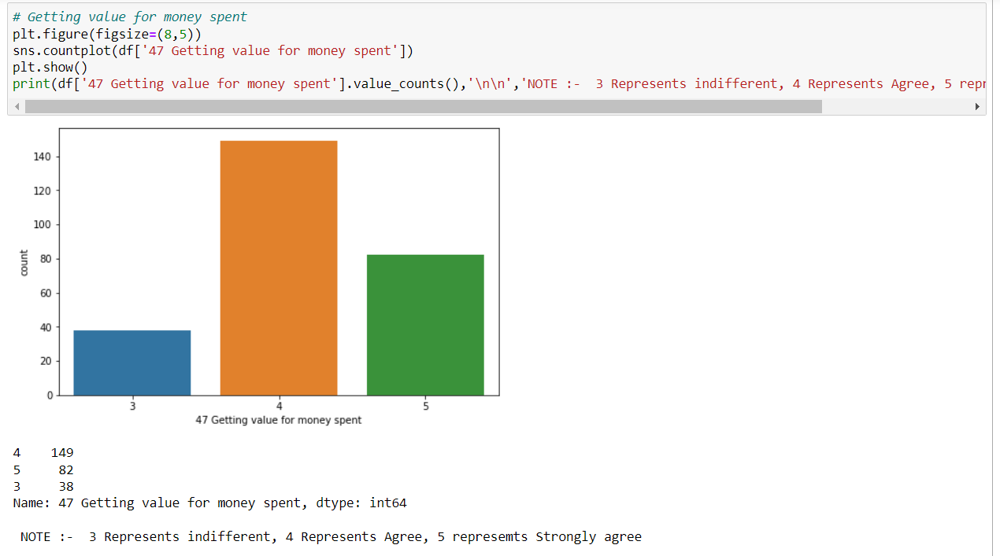 # Getting value for money spent
plt.figure(figsize=(8,5))
sns.countplot(df['47 Getting value for money spent'])
plt.show()
print(df['47 Getting value for money spent'].value_counts(),'\n\n','NOTE :-  3 Represents indifferent, 4 Represents Agree, 5 repr
140
120
100
80
60
40
20
0
count
3 4 5
47 Getting value for money spent
4    149
5     82
3     38
Name: 47 Getting value for money spent, dtype: int64
NOTE :-  3 Represents indifferent, 4 Represents Agree, 5 represemts Strongly agree